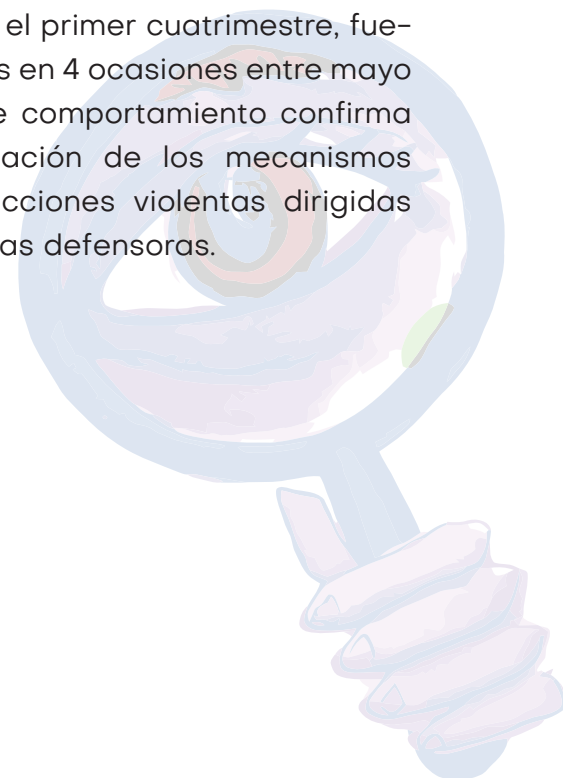 el primer cuatrimestre, fue-
s en 4 ocasiones entre mayo
e comportamiento confirma
ación de los mecanismos
cciones violentas dirigidas
as defensoras.